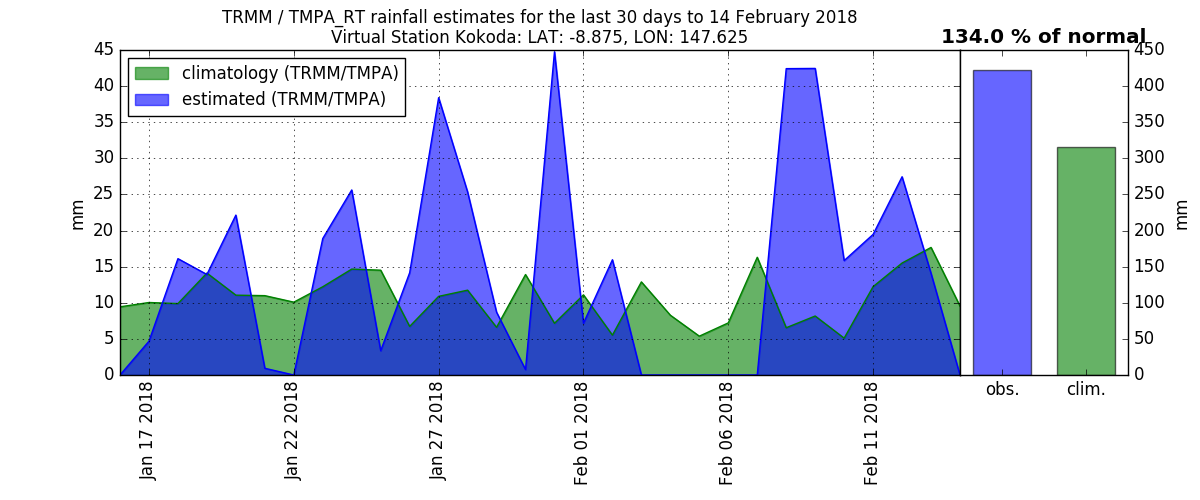 TRMM / TMPA_RT rainfall estimates for the last 30 days to 14 February 2018
Virtual Station Kokoda: LAT: -8.875, LON: 147.625
134.0 % of normal
climatology (TRMM/TMPA)
estimated (TRMM/TMPA)
mm
45
40
35
30
25
20
15
10
5
0
Jan 17 2018
Jan 22 2018
Jan 27 2018
Feb 01 2018
Feb 06 2018
Feb 11 2018
obs.
clim.
450
400
350
300
250
200
150
100
50
0
mm